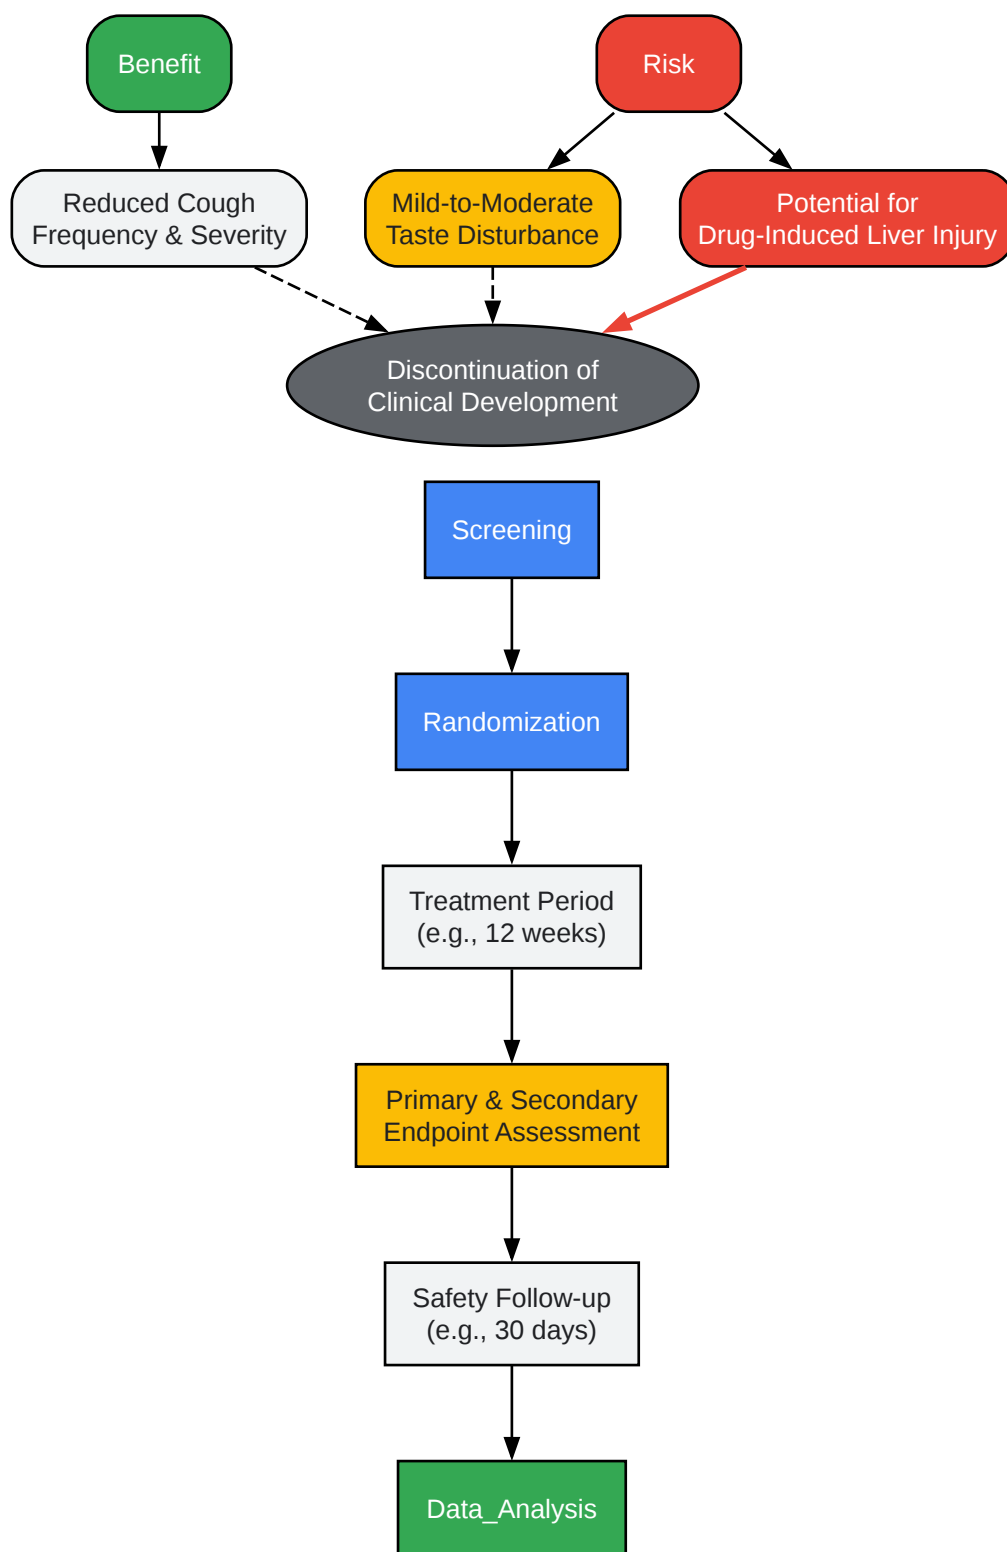 Benefit
Risk
Reduced Cough
Frequency & Severity
Mild-to-Moderate
Taste Disturbance
Potential for
Drug-Induced Liver Injury
Discontinuation of
Clinical Development
Screening
Randomization
Treatment Period
(e.g., 12 weeks)
Primary & Secondary
Endpoint Assessment
Safety Follow-up
(e.g., 30 days)
Data_Analysis